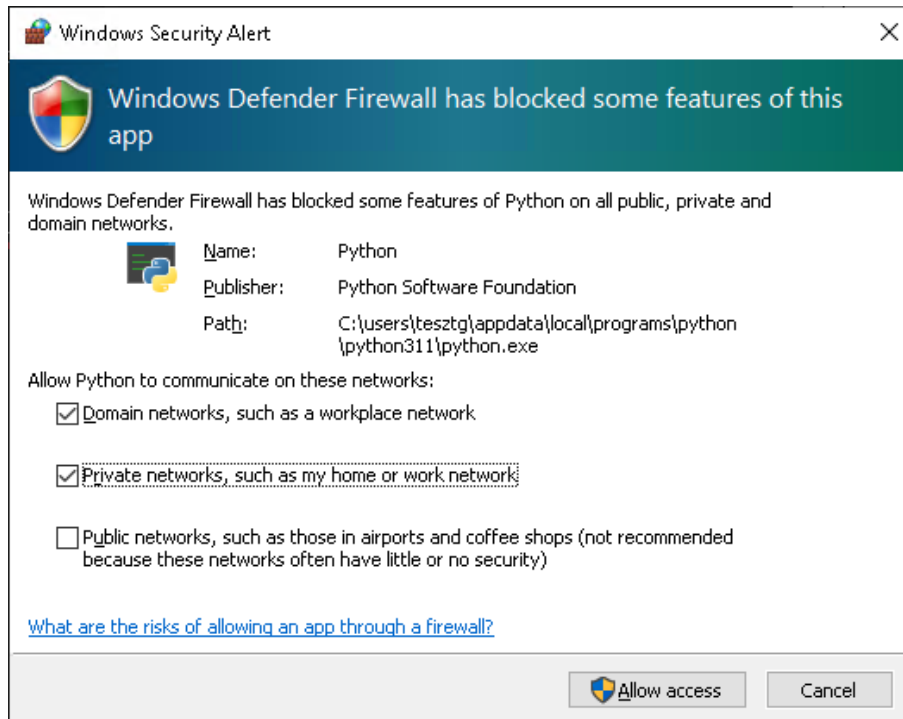 Windows Security Alert
Windows Defender Firewall has blocked some features of this
app
Windows Defender Firewall has blocked some features of Python on all public, private and
domain networks.
Name: Python
Publisher: Python Software Foundation
Path: C:\users\tesztg\appdata\local\programs\python
\python311\python.exe
Allow Python to communicate on these networks:
Domain networks, such as a workplace network
Private networks, such as my home or work network
Public networks, such as those in airports and coffee shops (not recommended
because these networks often have little or no security)
What are the risks of allowing an app through a firewall?
Allow access Cancel